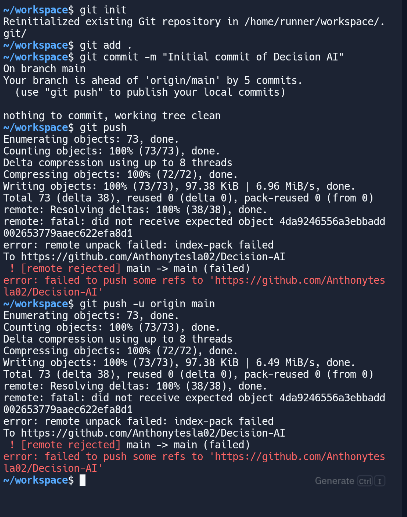 ~/workspace$ git init
Reinitialized existing Git repository in /home/runner/workspace/.
git/
~/workspace$ git add .
~/workspace$ git commit -m "Initial commit of Decision AI"
On branch main
Your branch is ahead of 'origin/main' by 5 commits.
  (use "git push" to publish your local commits)

nothing to commit, working tree clean
~/workspace$ git push
Enumerating objects: 73, done.
Counting objects: 100% (73/73), done.
Delta compression using up to 8 threads
Compressing objects: 100% (72/72), done.
Writing objects: 100% (73/73), 97.38 KiB | 6.96 MiB/s, done.
Total 73 (delta 38), reused 0 (delta 0), pack-reused 0 (from 0)
remote: Resolving deltas: 100% (38/38), done.
remote: fatal: did not receive expected object 4da9246556a3ebbadd
002653779aaec622efa8d1
error: remote unpack failed: index-pack failed
To https://github.com/Anthonytesla02/Decision-AI
 ! [remote rejected] main -> main (failed)
error: failed to push some refs to 'https://github.com/Anthonytes
la02/Decision-AI'
~/workspace$ git push -u origin main
Enumerating objects: 73, done.
Counting objects: 100% (73/73), done.
Delta compression using up to 8 threads
Compressing objects: 100% (72/72), done.
Writing objects: 100% (73/73), 97.38 KiB | 6.49 MiB/s, done.
Total 73 (delta 38), reused 0 (delta 0), pack-reused 0 (from 0)
remote: Resolving deltas: 100% (38/38), done.
remote: fatal: did not receive expected object 4da9246556a3ebbadd
002653779aaec622efa8d1
error: remote unpack failed: index-pack failed
To https://github.com/Anthonytesla02/Decision-AI
 ! [remote rejected] main -> main (failed)
error: failed to push some refs to 'https://github.com/Anthonytes
la02/Decision-AI'
~/workspace$
Generate Ctrl I